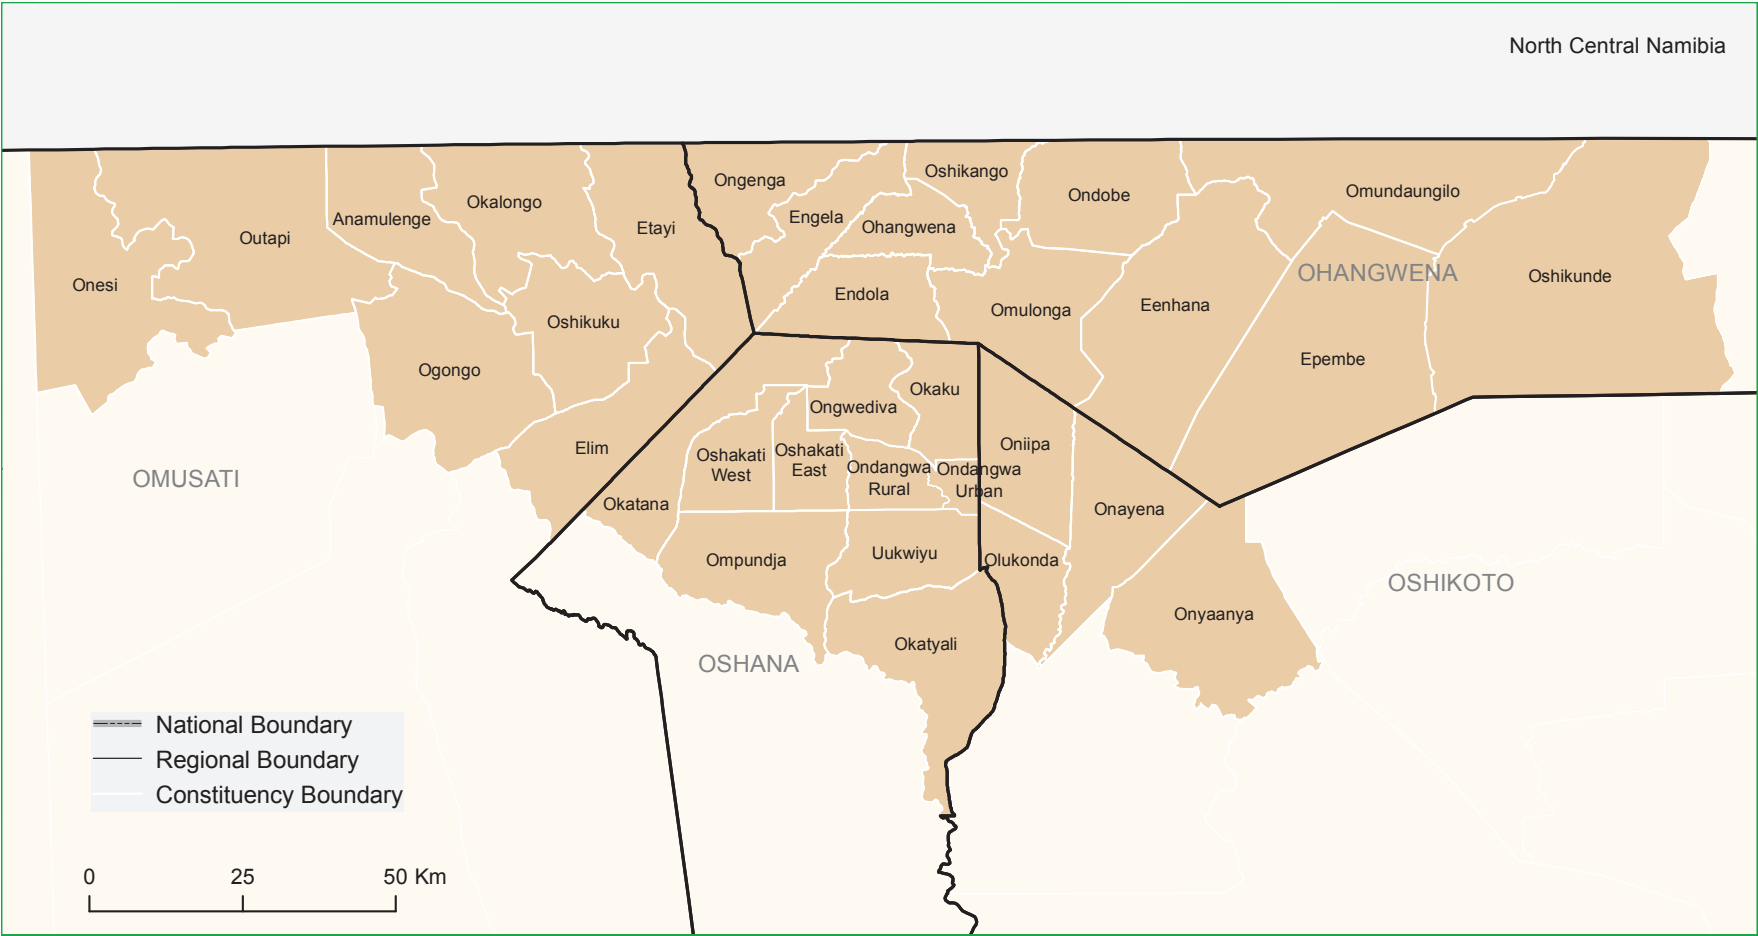 North Central Namibia
Ongenga
Oshikango
Ondobe
Omundaungilo
Okalongo
Anamulenge
Engela
Ohangwena
Etayi
Outapi
Onesi
OHANGWENA
Oshikunde
Endola
Omulonga
Eenhana
Oshikuku
Epembe
Ogongo
Okaku
Ongwediva
Elim
Oshakati
West
Oshakati
East
Oniipa
Ondangwa
Rural
Ondangwa
Urban
OMUSATI
Okatana
Onayena
Ompundja
Uukwiyu
Olukonda
OSHIKOTO
Onyaanya
Okatyali
OSHANA
National Boundary
Regional Boundary
Constituency Boundary
0 25 50 Km